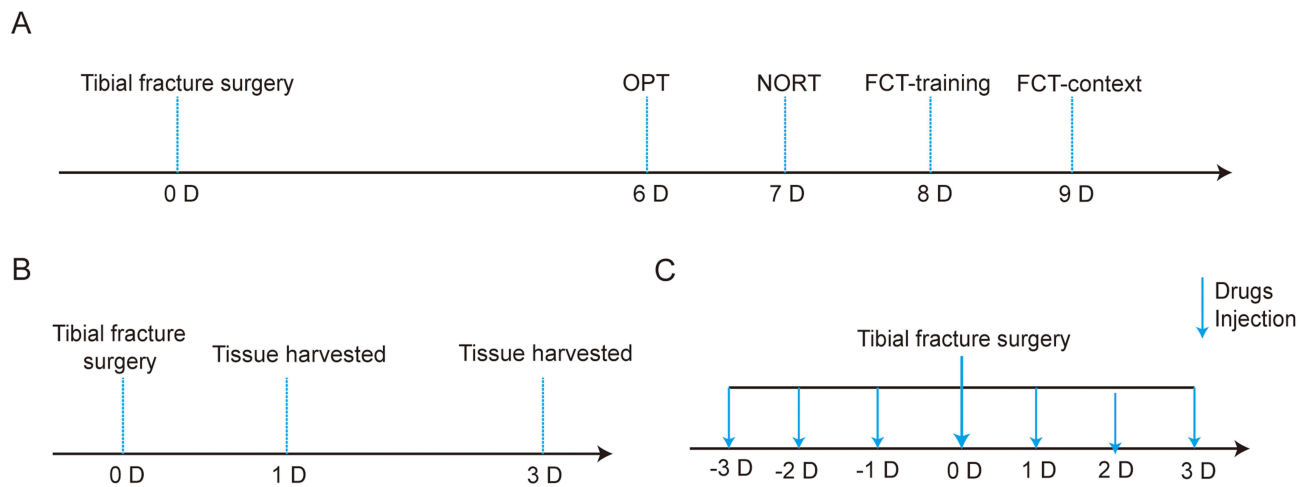 A
Tibial fracture surgery
OPT
NORT
FCT-training
FCT-context
0 D
6 D
7 D
8 D
9 D
B
Tibial fracture
surgery
Tissue harvested
Tissue harvested
0 D
1 D
3 D
C
Drugs
Injection
Tibial fracture surgery
-3 D
-2 D
-1 D
0 D
1 D
2 D
3 D